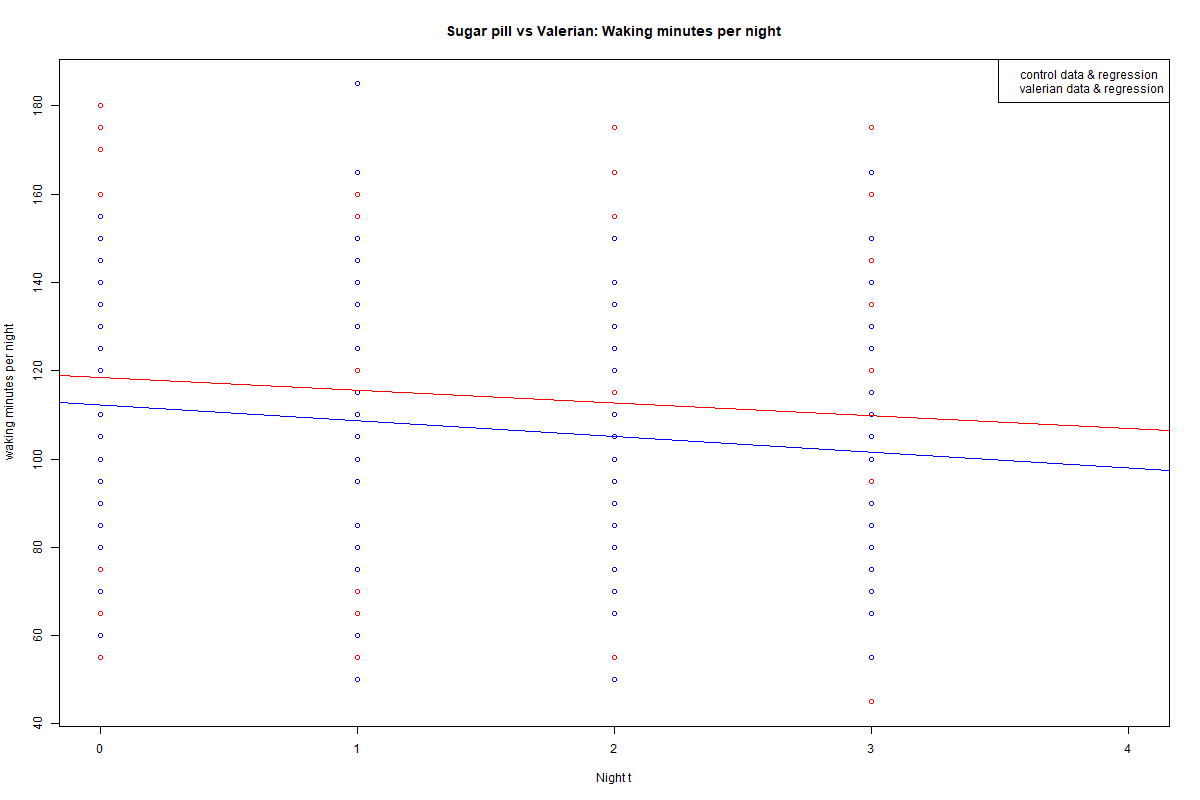 Sugar pill vs Valerian: Waking minutes per night
control data & regression
valerian data & regression
waking minutes per night
180
160
140
120
100
80
60
40
0 1 2 3 4
Night t